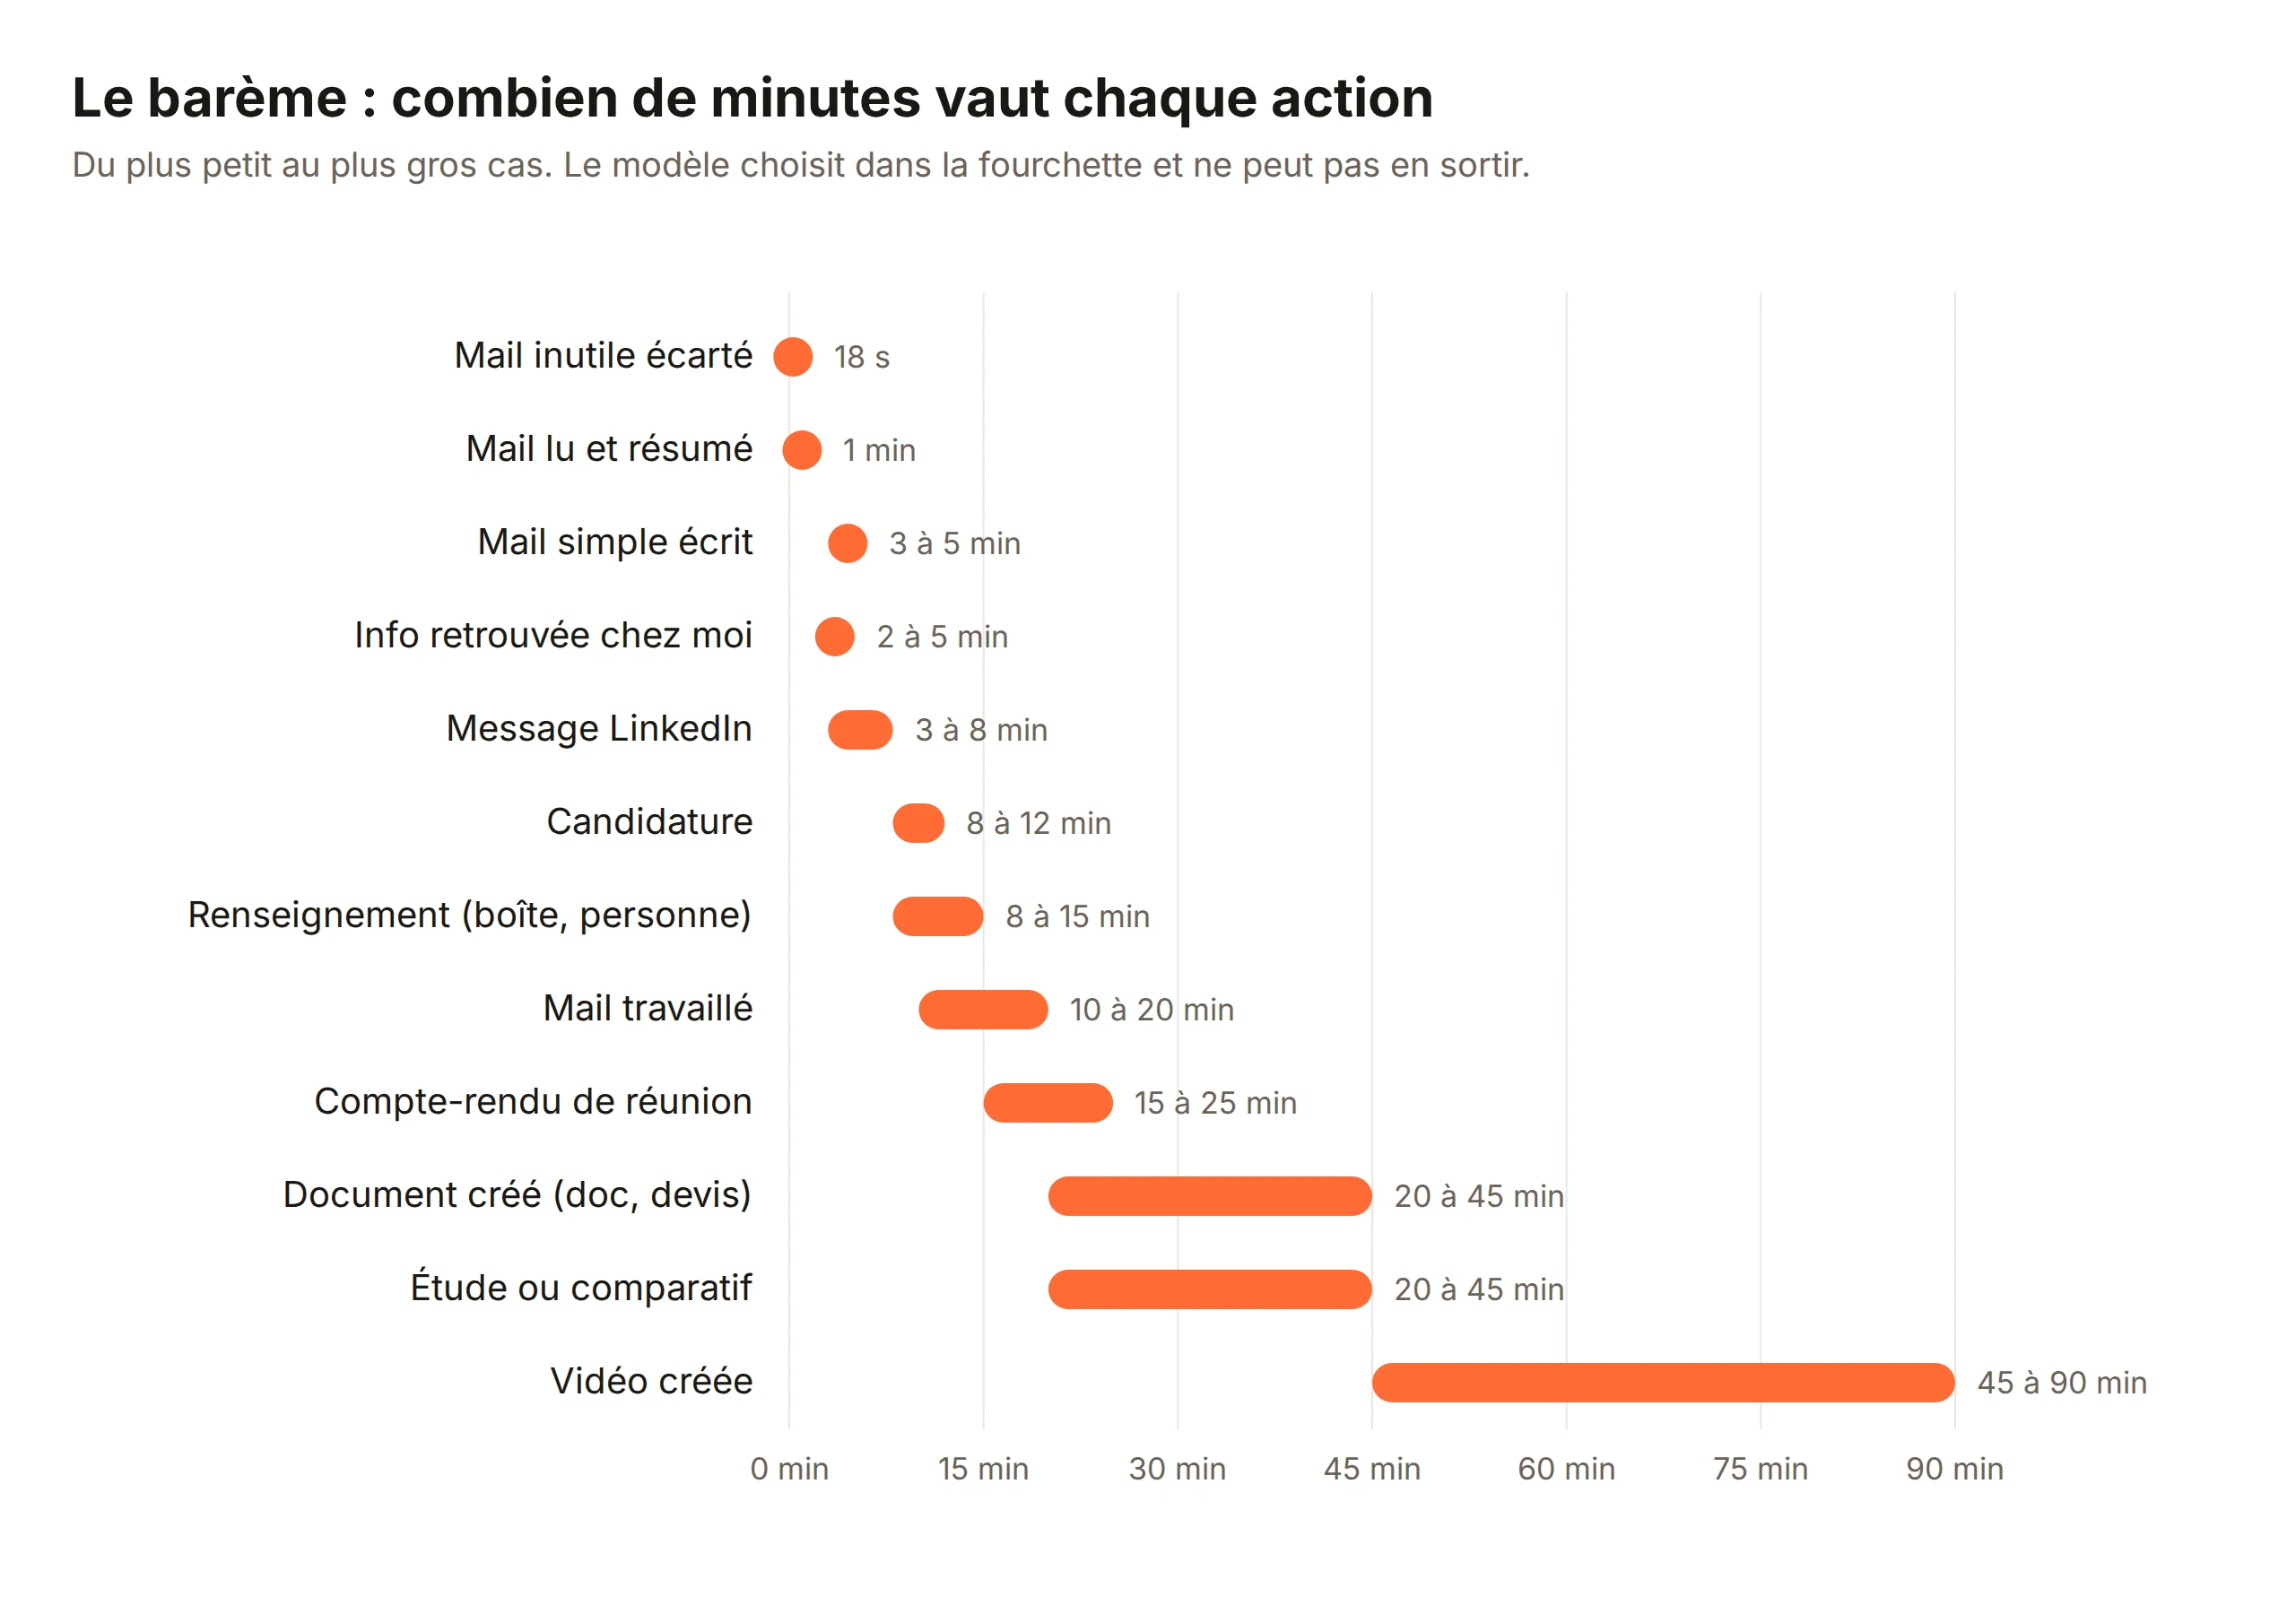 Le barème : combien de minutes vaut chaque action
Du plus petit au plus gros cas. Le modèle choisit dans la fourchette et ne peut pas en sortir.
Mail inutile écarté 18 s
Mail lu et résumé 1 min
Mail simple écrit 3 à 5 min
Info retrouvée chez moi 2 à 5 min
Message LinkedIn 3 à 8 min
Candidature 8 à 12 min
Renseignement (boîte, personne) 8 à 15 min
Mail travaillé 10 à 20 min
Compte-rendu de réunion 15 à 25 min
Document créé (doc, devis) 20 à 45 min
Étude ou comparatif 20 à 45 min
Vidéo créée 45 à 90 min
0 min 15 min 30 min 45 min 60 min 75 min 90 min